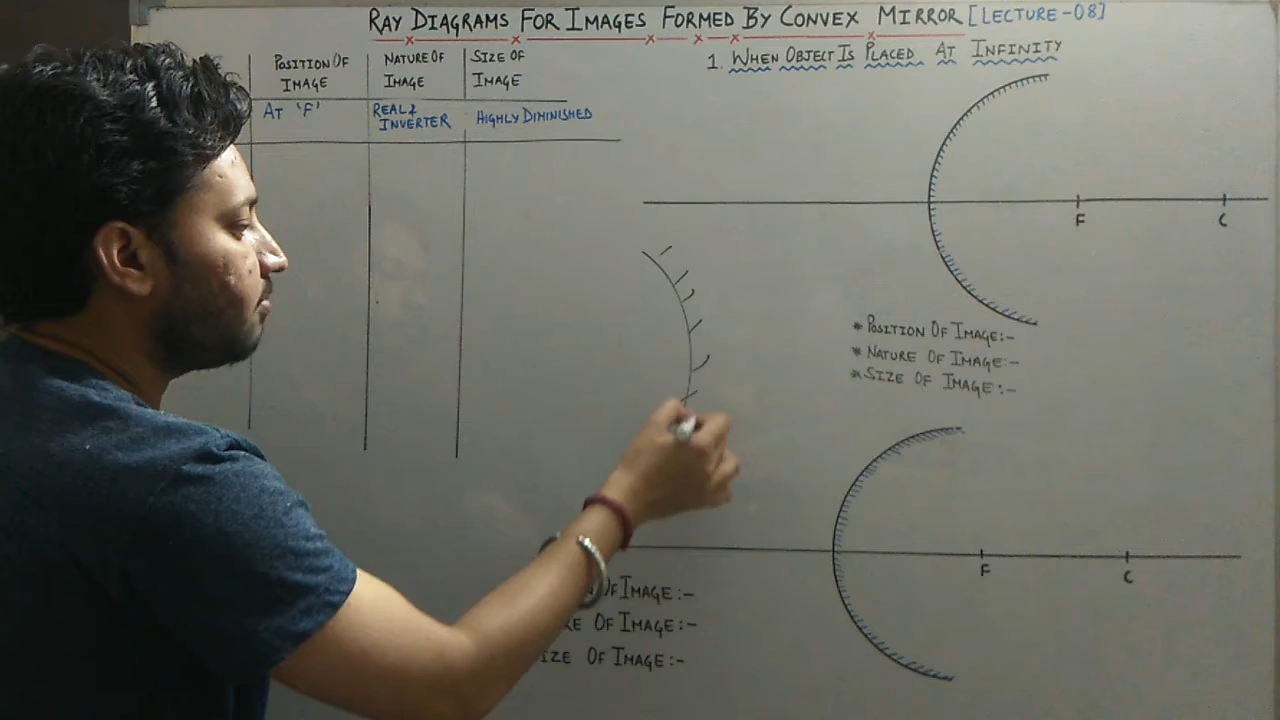 RAY DIAGRAMS FOR IMAGES FORMED BY CONVEX MIRROR [LECTURE-08]
POSITION OF IMAGE
NATURE OF IMAGE
SIZE OF IMAGE
AT 'F'
REAL & INVERTER
HIGHLY DIMINISHED
1. WHEN OBJECT IS PLACED AT INFINITY
F
C
* POSITION OF IMAGE:-
* NATURE OF IMAGE:-
* SIZE OF IMAGE:-
F
C
OF IMAGE:-
OF IMAGE:-
OF IMAGE:-